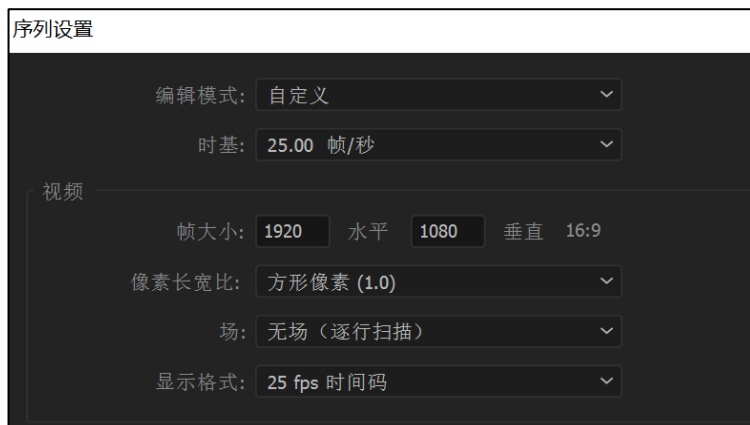 序列设置
编辑模式: 自定义
时基: 25.00 帧/秒
视频
帧大小: 1920 水平 1080 垂直 16:9
像素长宽比: 方形像素 (1.0)
场: 无场（逐行扫描）
显示格式: 25 fps 时间码